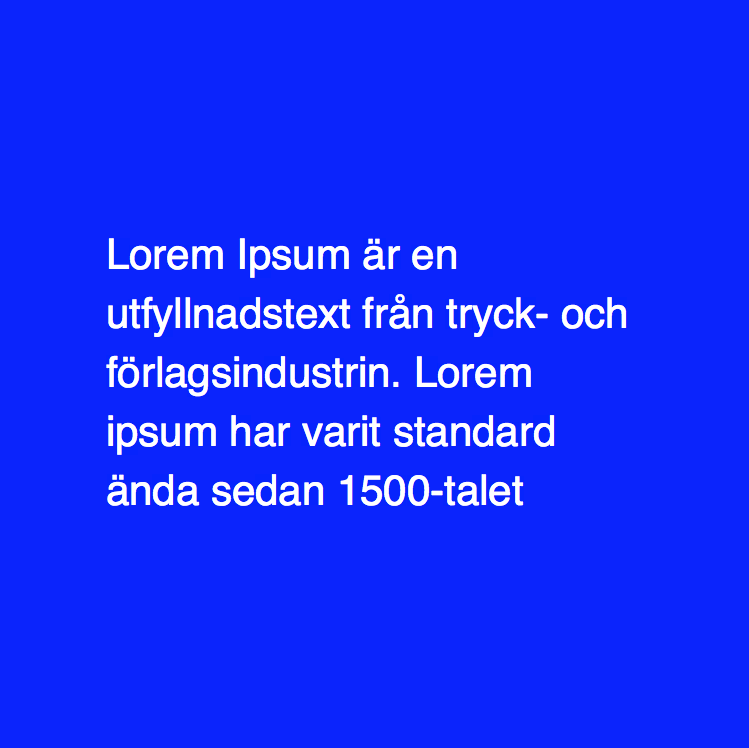 Lorem Ipsum är en
utfyllnadstext från tryck- och
förlagsindustrin. Lorem
ipsum har varit standard
ända sedan 1500-talet